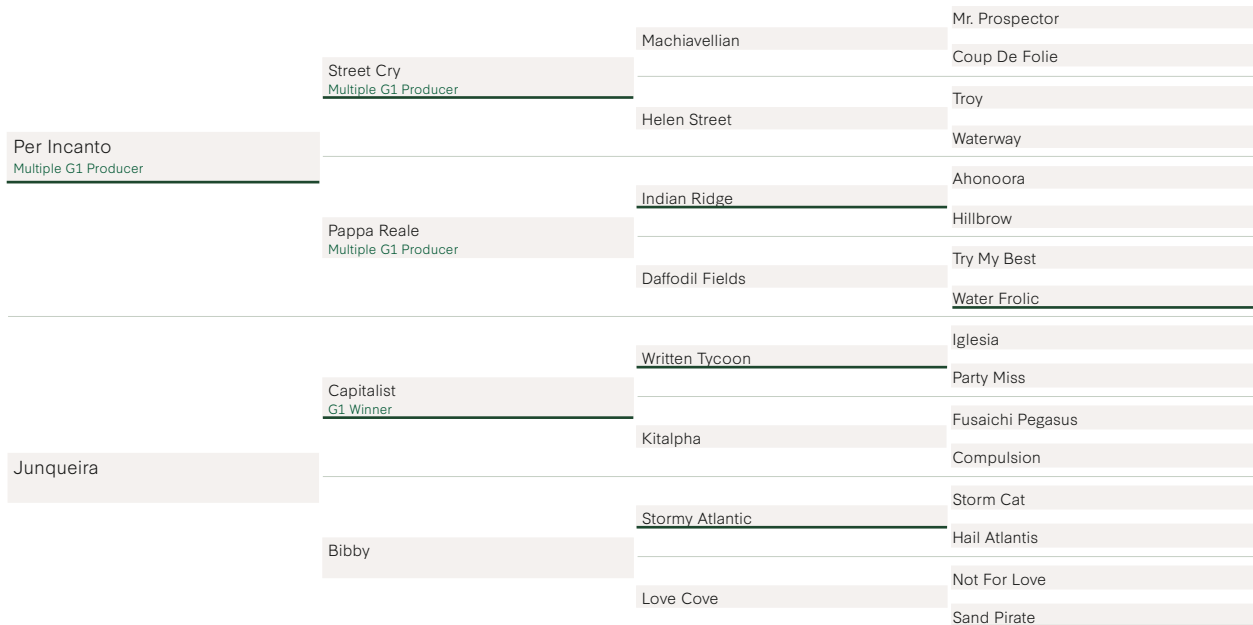 Mr. Prospector
Machiavellian
Coup De Folie
Street Cry
Multiple G1 Producer
Troy
Helen Street
Waterway
Per Incanto
Multiple G1 Producer
Ahonoora
Indian Ridge
Hillbrow
Pappa Reale
Multiple G1 Producer
Try My Best
Daffodil Fields
Water Frolic
Iglesia
Written Tycoon
Party Miss
Capitalist
G1 Winner
Fusaichi Pegasus
Kitalpha
Compulsion
Junqueira
Storm Cat
Stormy Atlantic
Hail Atlantis
Bibby
Not For Love
Love Cove
Sand Pirate